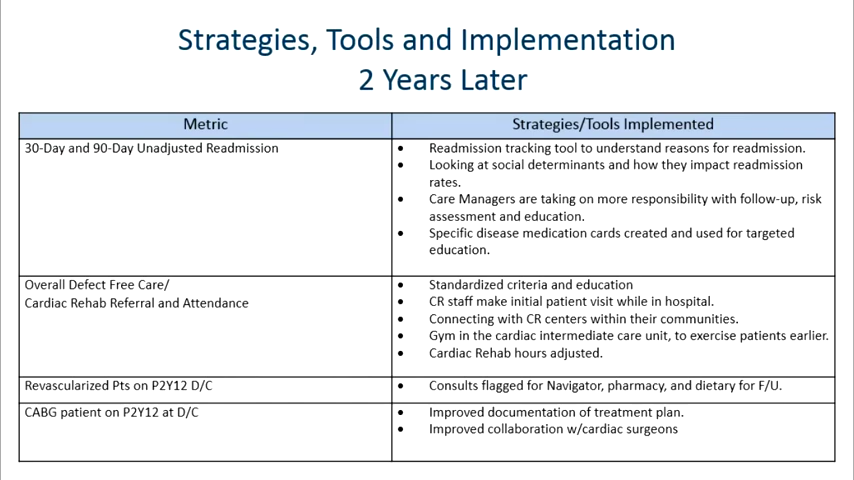 Strategies, Tools and Implementation
2 Years Later
Metric
Strategies/Tools Implemented
30-Day and 90-Day Unadjusted Readmission
• Readmission tracking tool to understand reasons for readmission.
• Looking at social determinants and how they impact readmission
rates.
• Care Managers are taking on more responsibility with follow-up, risk
assessment and education.
• Specific disease medication cards created and used for targeted
education.
Overall Defect Free Care/
Cardiac Rehab Referral and Attendance
• Standardized criteria and education
• CR staff make initial patient visit while in hospital.
• Connecting with CR centers within their communities.
• Gym in the cardiac intermediate care unit, to exercise patients earlier.
• Cardiac Rehab hours adjusted.
Revascularized Pts on P2Y12 D/C
• Consults flagged for Navigator, pharmacy, and dietary for F/U.
CABG patient on P2Y12 at D/C
• Improved documentation of treatment plan.
• Improved collaboration w/cardiac surgeons